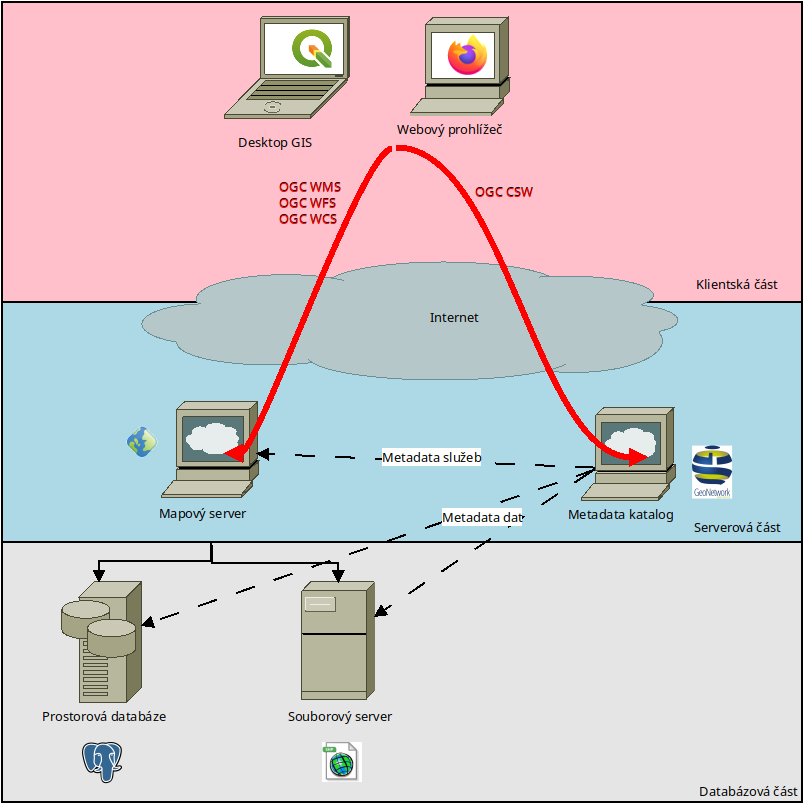 Desktop GIS
Webový prohlížeč
OGC WMS
OGC WFS
OGC WCS
OGC CSW
Klientská část
Internet
Metadata služeb
GeoNetwork
Mapový server
Metadata katalog
Metadata dat
Serverová část
Prostorová databáze
Souborový server
Databázová část